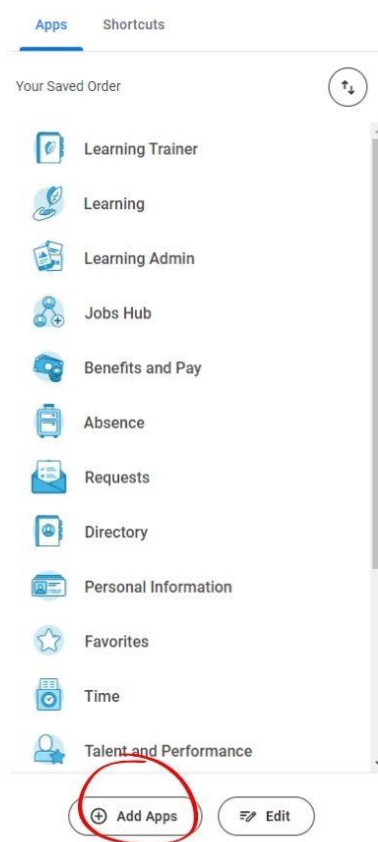 Apps Shortcuts
Your Saved Order
Learning Trainer
Learning
Learning Admin
Jobs Hub
Benefits and Pay
Absence
Requests
Directory
Personal Information
Favorites
Time
Talent and Performance
Add Apps Edit